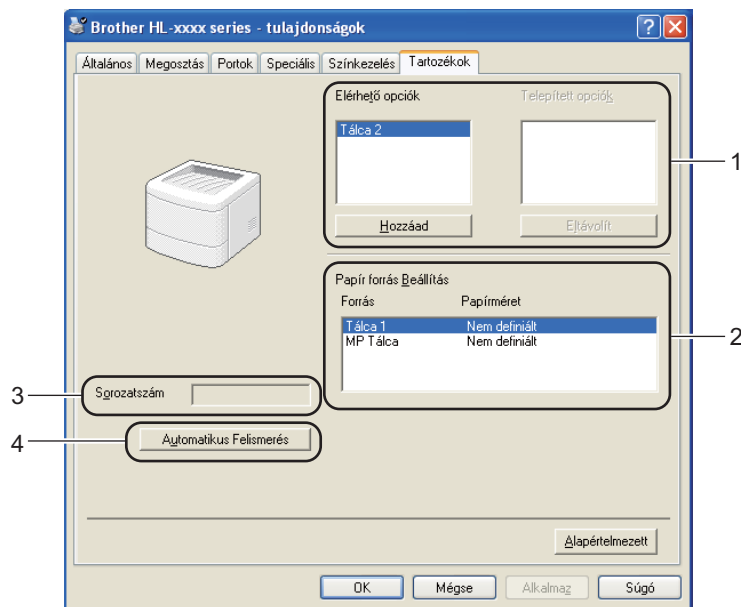 Brother HL-xxxx series - tulajdonságok
Általános Megosztás Portok Speciális Színkezelés Tartozékok
Elérhető opciók Telepített opciók
Tálca 2
1
Hozzáad Eltávolít
Papír forrás Beállítás
Forrás Papírméret
Tálca 1 Nem definiált
MP Tálca Nem definiált
2
3 Sorozatszám
4 Automatikus Felismerés
Alapértelmezett
OK Mégse Alkalmaz Súgó